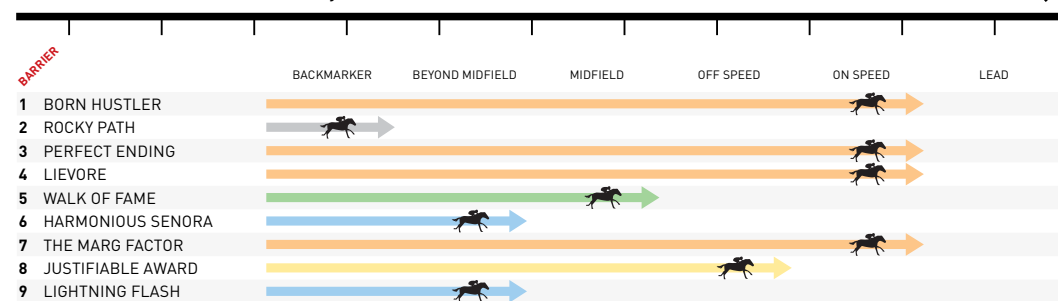 BARRIER
BACKMARKER BEYOND MIDFIELD MIDFIELD OFF SPEED ON SPEED LEAD
1 BORN HUSTLER
2 ROCKY PATH
3 PERFECT ENDING
4 LIEVORE
5 WALK OF FAME
6 HARMONIOUS SENORA
7 THE MARG FACTOR
8 JUSTIFIABLE AWARD
9 LIGHTNING FLASH